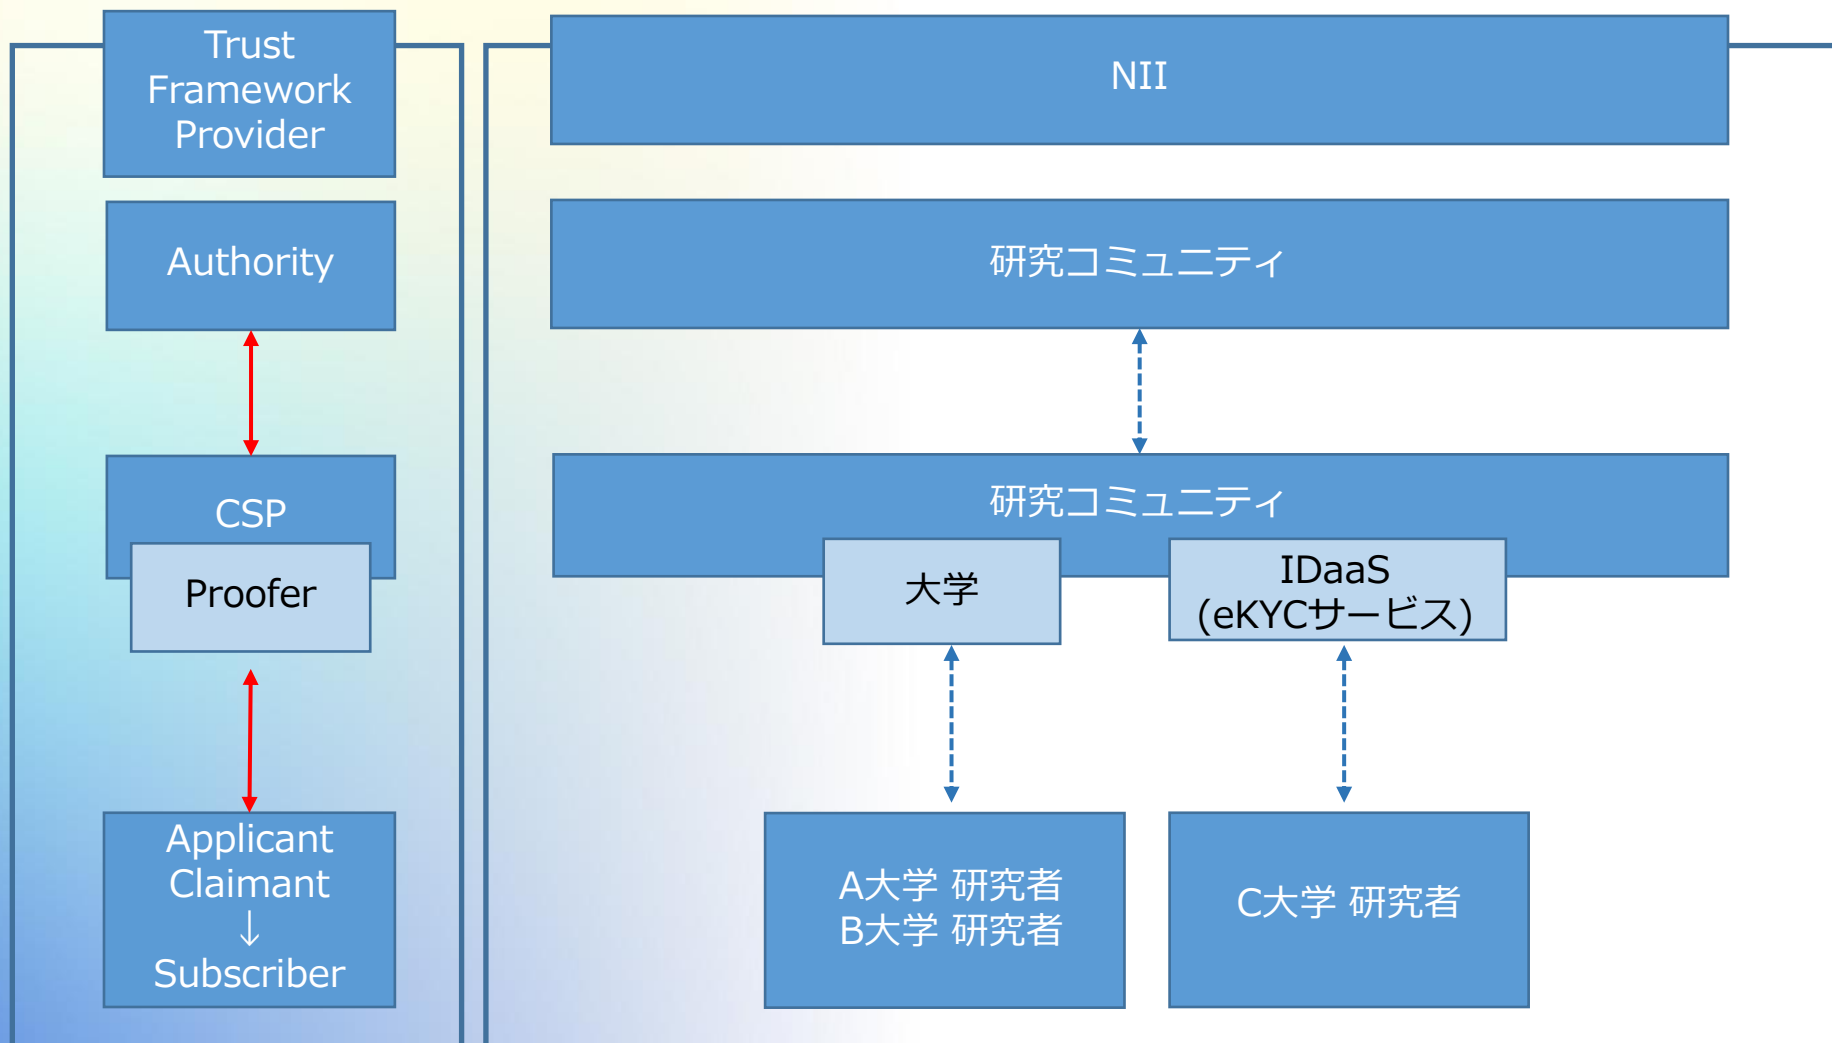 Trust
Framework
Provider
Authority
CSP
Proofer
Applicant
Claimant
↓
Subscriber
NII
研究コミュニティ
研究コミュニティ
大学
IDaaS
(eKYCサービス)
A大学 研究者
B大学 研究者
C大学 研究者